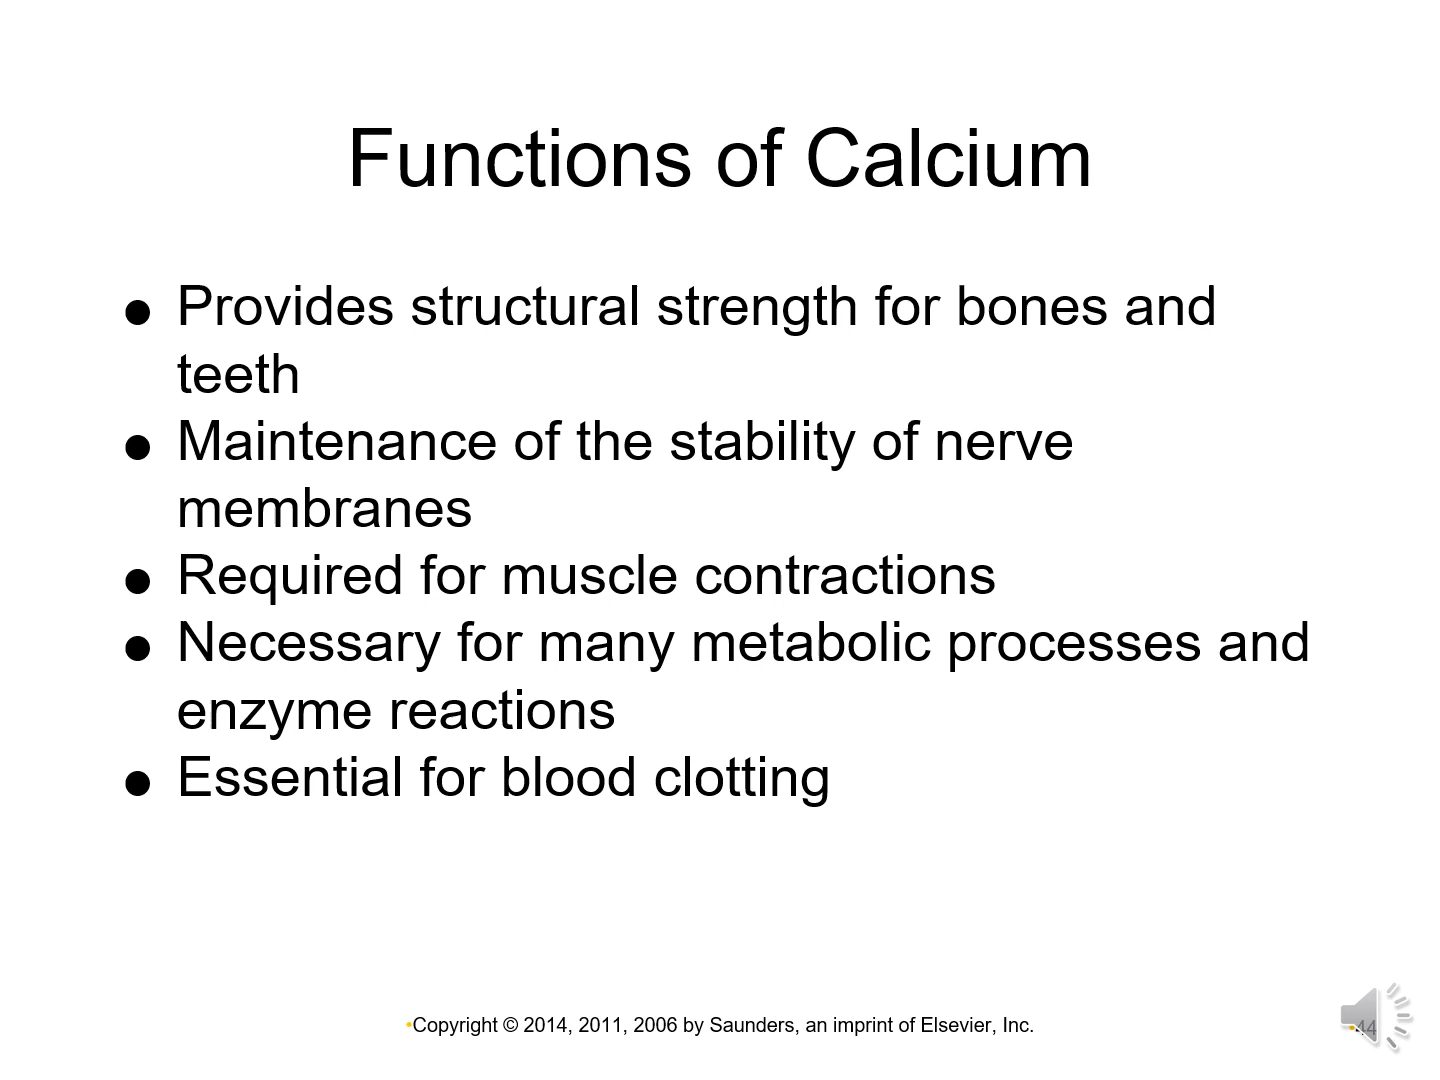 Functions of Calcium
● Provides structural strength for bones and
teeth
● Maintenance of the stability of nerve
membranes
● Required for muscle contractions
● Necessary for many metabolic processes and
enzyme reactions
● Essential for blood clotting
•Copyright © 2014, 2011, 2006 by Saunders, an imprint of Elsevier, Inc.
•44